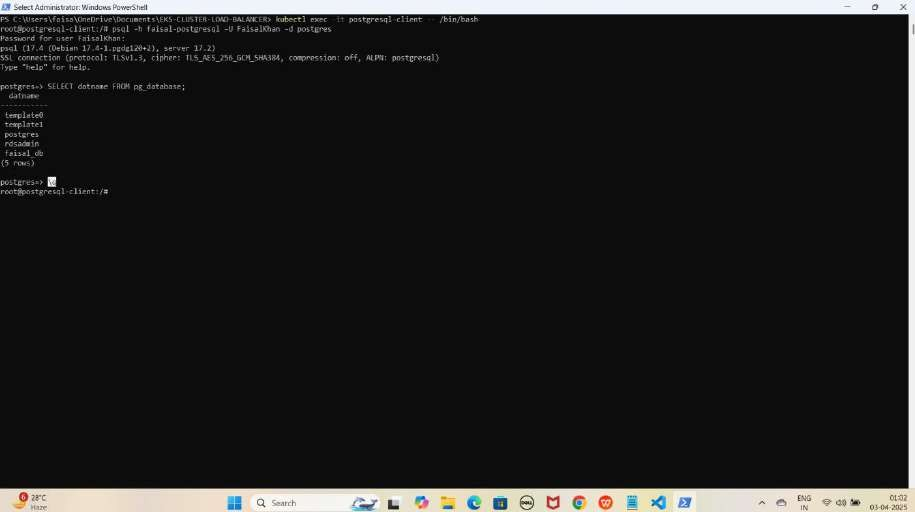 Select Administrator: Windows PowerShell
PS C:\Users\faisa\OneDrive\Documents\EKS-CLUSTER-LOAD-BALANCER> kubectl exec -it postgresql-client -- /bin/bash
root@postgresql-client:/# psql -h faisal-postgresql -U FaisalKhan -d postgres
Password for user FaisalKhan:
psql (17.4 (Debian 17.4-1.pgdg120+2), server 17.2)
SSL connection (protocol: TLSv1.3, cipher: TLS_AES_256_GCM_SHA384, compression: off, ALPN: postgresql)
Type "help" for help.
postgres=> SELECT datname FROM pg_database;
datname
-----------
template0
template1
postgres
rdsadmin
faisal_db
(5 rows)
postgres=> \q
root@postgresql-client:/#
6
28°C
Haze
Search
DELL
ENG
IN
01:02
03-04-2025